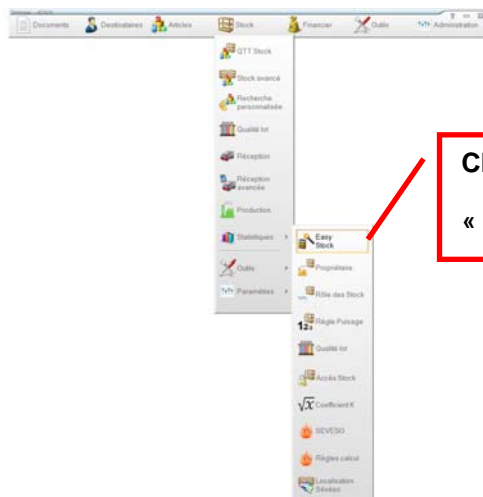 Documents Destinataires Articles Stock Financier Outils Administration
QTT Stock
Stock avancé
Recherche
personnalisée
Qualité lot
Réception
Réception
avancée
Production
Statistiques
Outils
Paramètres
Easy
Stock
Propriétaire
Rôle des Stock
Règle Puisage
Qualité lot
Accès Stock
√x Coefficient K
SEVESO
Règles calcul
Localisation
Sévéso
«